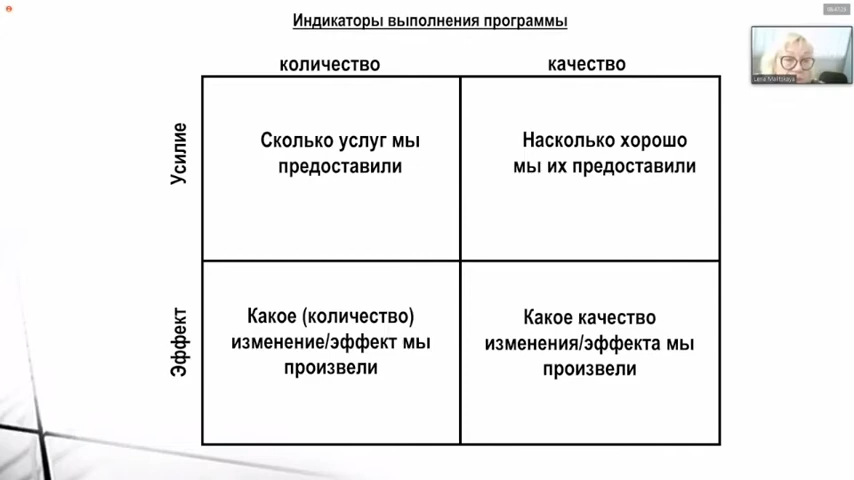 Индикаторы выполнения программы
количество
качество
Усилие
Сколько услуг мы
предоставили
Насколько хорошо
мы их предоставили
Эффект
Какое (количество)
изменение/эффект мы
произвели
Какое качество
изменения/эффекта мы
произвели